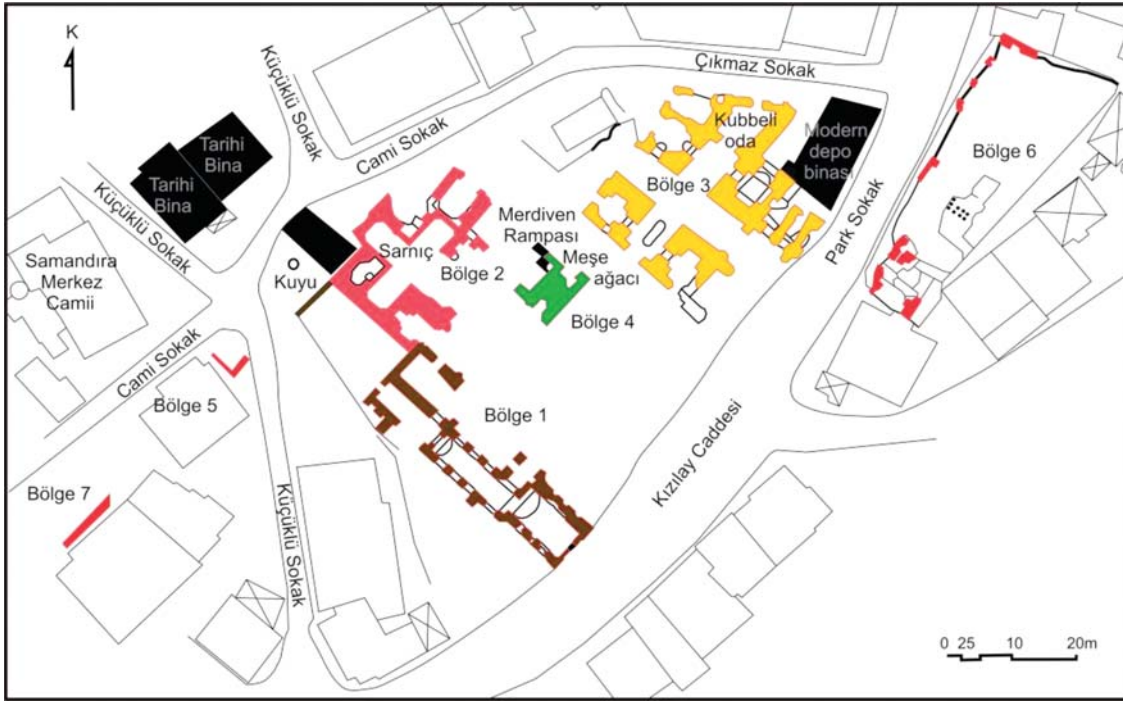 K
Küçüklü Sokak
Çıkmaz Sokak
Cami Sokak
Tarihi
Bina
Tarihi
Bina
Küçüklü Sokak
Samandıra
Merkez
Camii
Kuyu
Sarnıç
Bölge 2
Merdiven
Rampası
Meşe
ağacı
Bölge 4
Kubbeli
oda
Bölge 3
Modern
depo
binası
Park Sokak
Bölge 6
Cami Sokak
Bölge 5
Bölge 1
Bölge 7
Küçüklü Sokak
Kızılay Caddesi
0 25 10 20m